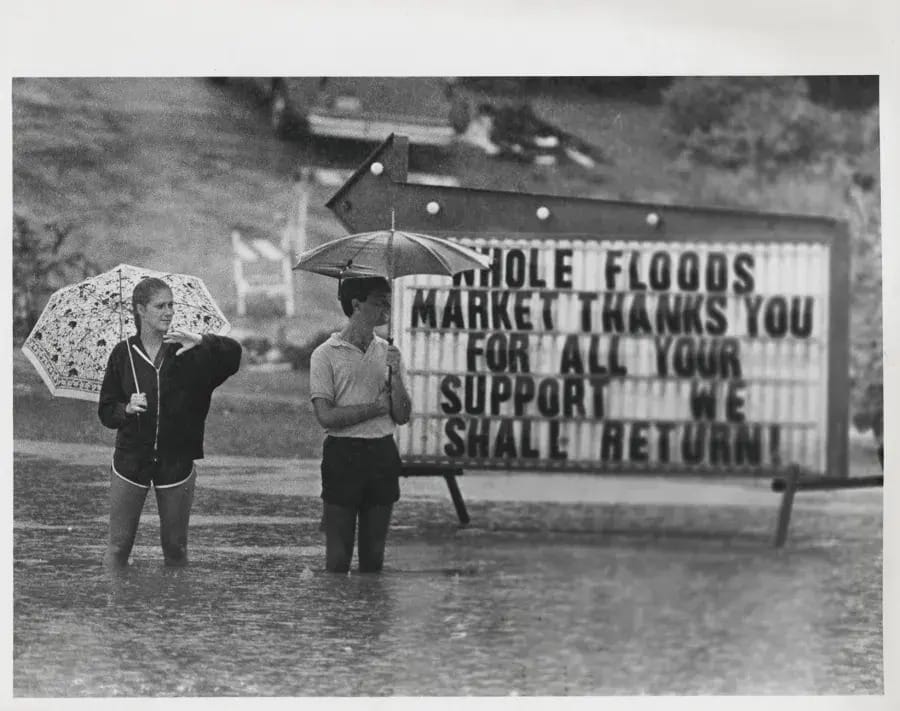 WHOLE FLOODS
MARKET THANKS YOU
FOR ALL YOUR
SUPPORT WE
SHALL RETURN!